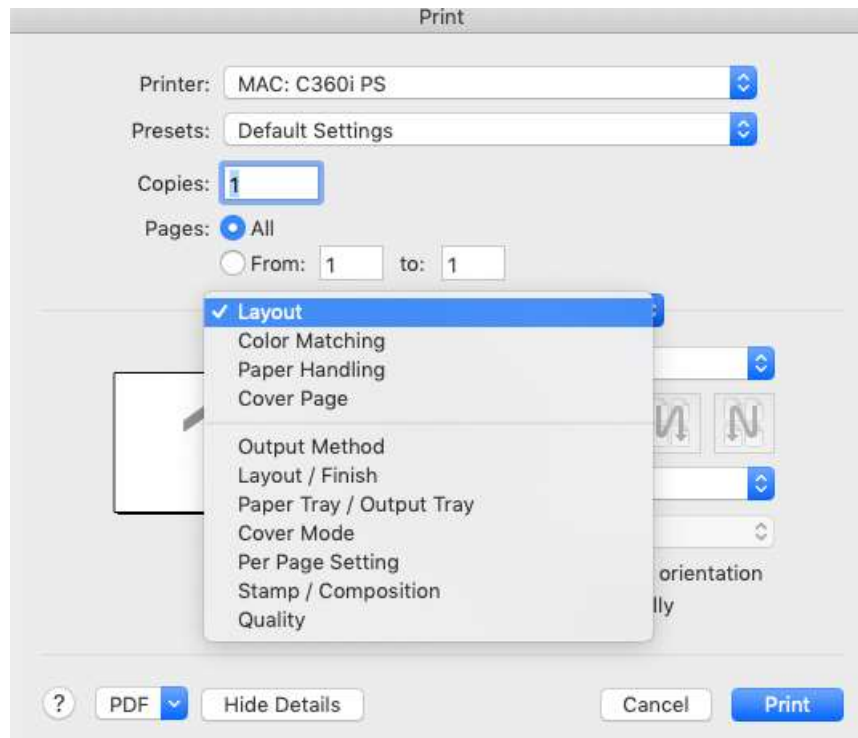 Print
Printer: MAC: C360i PS
Presets: Default Settings
Copies: 1
Pages: All
From: 1 to: 1
✓ Layout
Color Matching
Paper Handling
Cover Page
Output Method
Layout / Finish
Paper Tray / Output Tray
Cover Mode
Per Page Setting
orientation
Stamp / Composition
lly
Quality
? PDF Hide Details Cancel Print